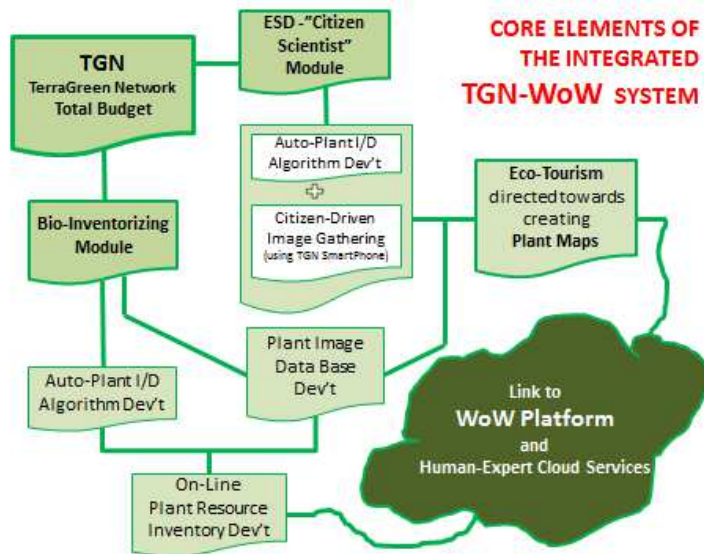 CORE ELEMENTS OF
THE INTEGRATED
TGN-WoW SYSTEM
TGN
TerraGreen Network
Total Budget
ESD -"Citizen
Scientist"
Module
Auto-Plant I/D
Algorithm Dev't
Citizen-Driven
Image Gathering
(using TGN SmartPhone)
Eco-Tourism
directed towards
creating
Plant Maps
Bio-Inventorizing
Module
Plant Image
Data Base
Dev't
Auto-Plant I/D
Algorithm Dev't
On-Line
Plant Resource
Inventory Dev't
Link to
WoW Platform
and
Human-Expert Cloud Services